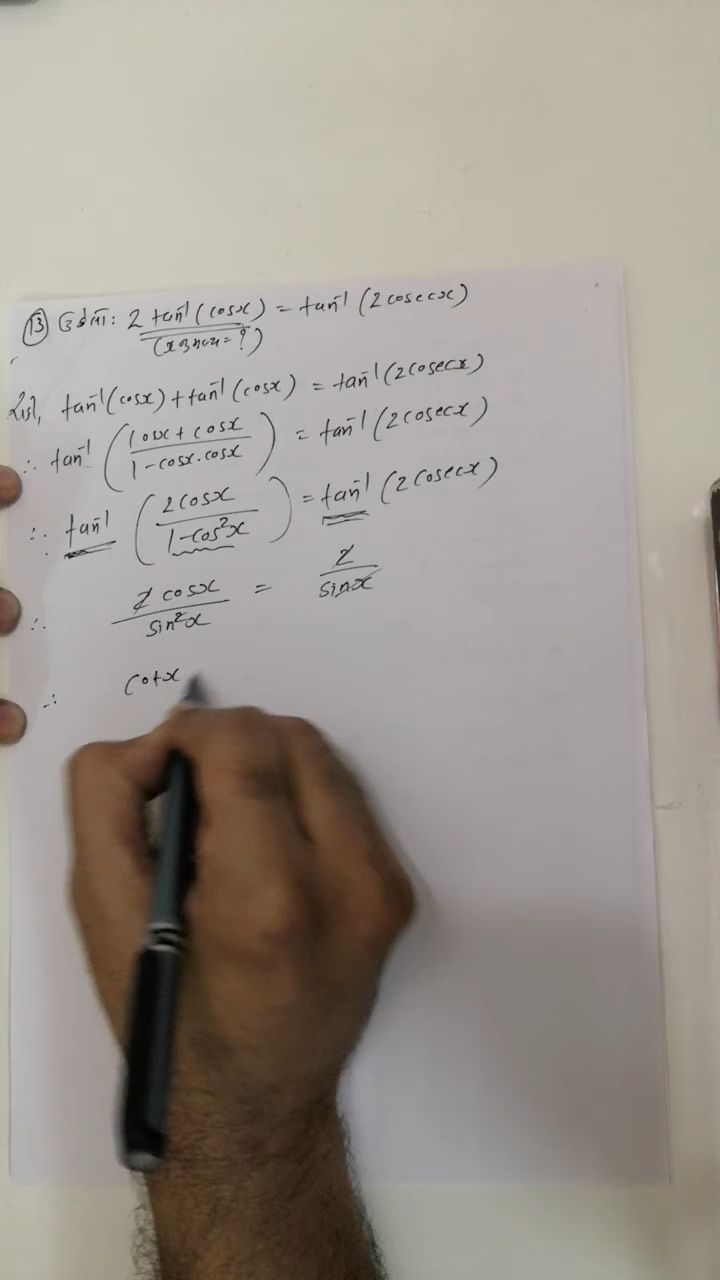 (13) ઉકેલો: 2 tan⁻¹(cosx) = tan⁻¹(2cosecx)
(x ની કિંમત = ?)
tan⁻¹(cosx) + tan⁻¹(cosx) = tan⁻¹(2cosecx)
∴ tan⁻¹ ((cosx + cosx)/(1-cosx.cosx)) = tan⁻¹(2cosecx)
∴ tan⁻¹ (2cosx/(1-cos²x)) = tan⁻¹(2cosecx)
∴ 2cosx/sin²x = 2/sinx
∴ cotx